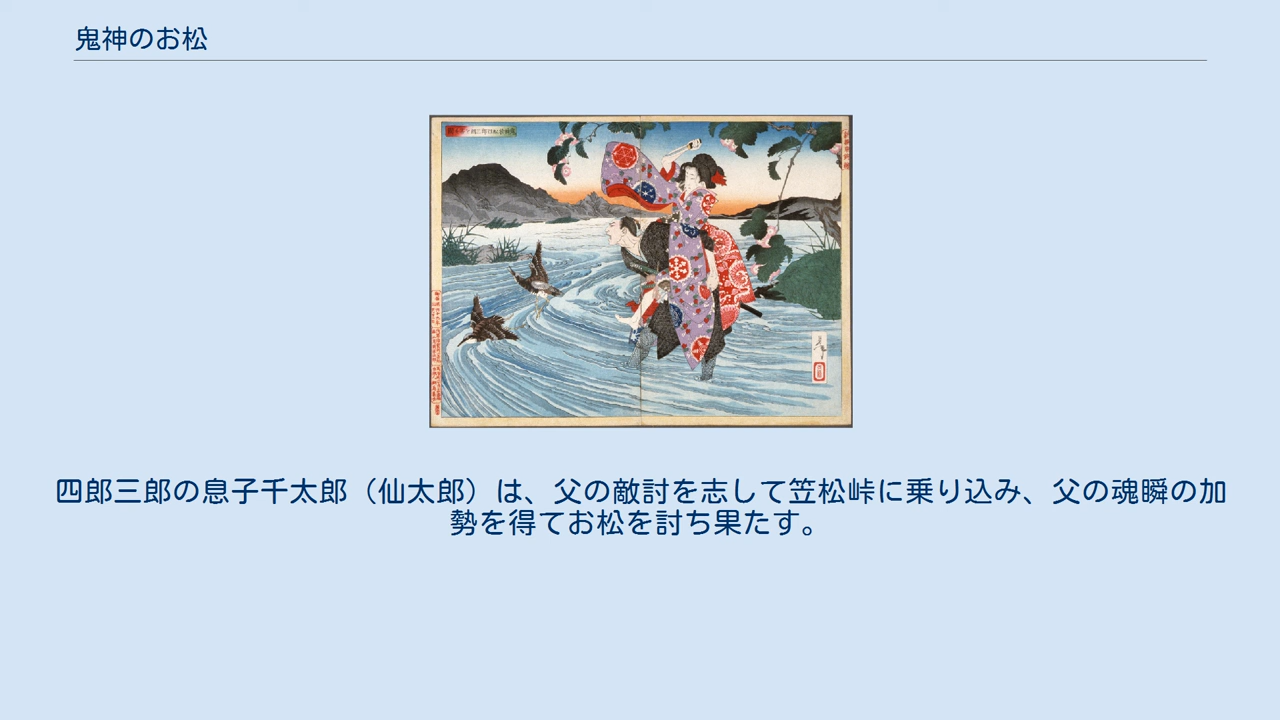 鬼神のお松
四郎三郎の息子千太郎（仙太郎）は、父の敵討を志して笠松峠に乗り込み、父の魂瞬の加
勢を得てお松を討ち果たす。